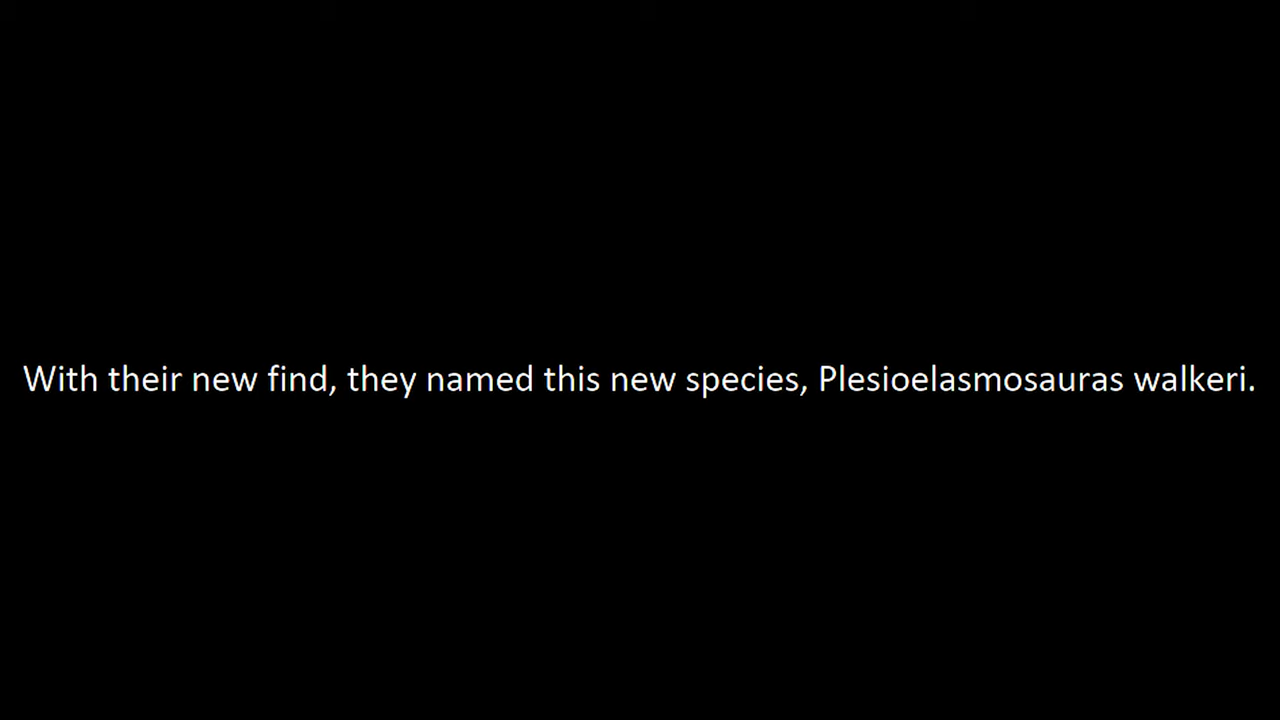 With their new find, they named this new species, Plesioelasmosauras walkeri.